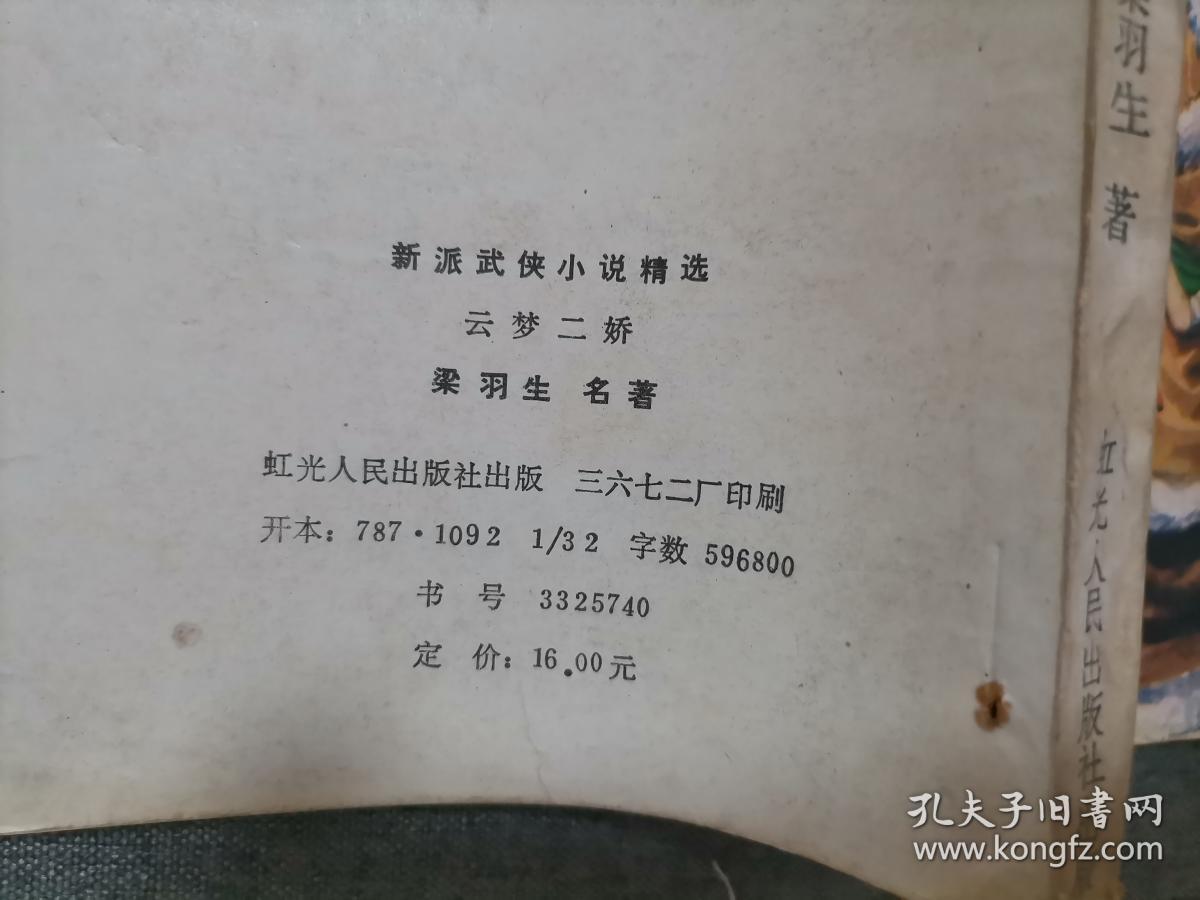 新派武侠小说精选
云梦二娇
梁羽生 名著
虹光人民出版社出版 三六七二厂印刷
开本：787·1092 1/32 字数 596800
书 号 3325740
定 价：16.00元
梁羽生 著
虹光人民出版社
孔夫子旧书网
www.kongfz.com